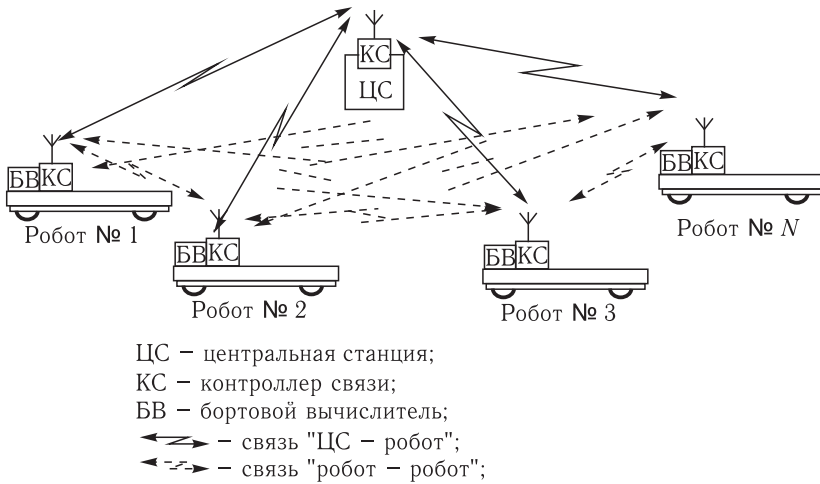 КС
ЦС
БВ КС
Робот № 1
БВ КС
Робот № 2
БВ КС
Робот № 3
БВ КС
Робот № N
ЦС – центральная станция;
КС – контроллер связи;
БВ – бортовой вычислитель;
– связь "ЦС – робот";
– связь "робот – робот";